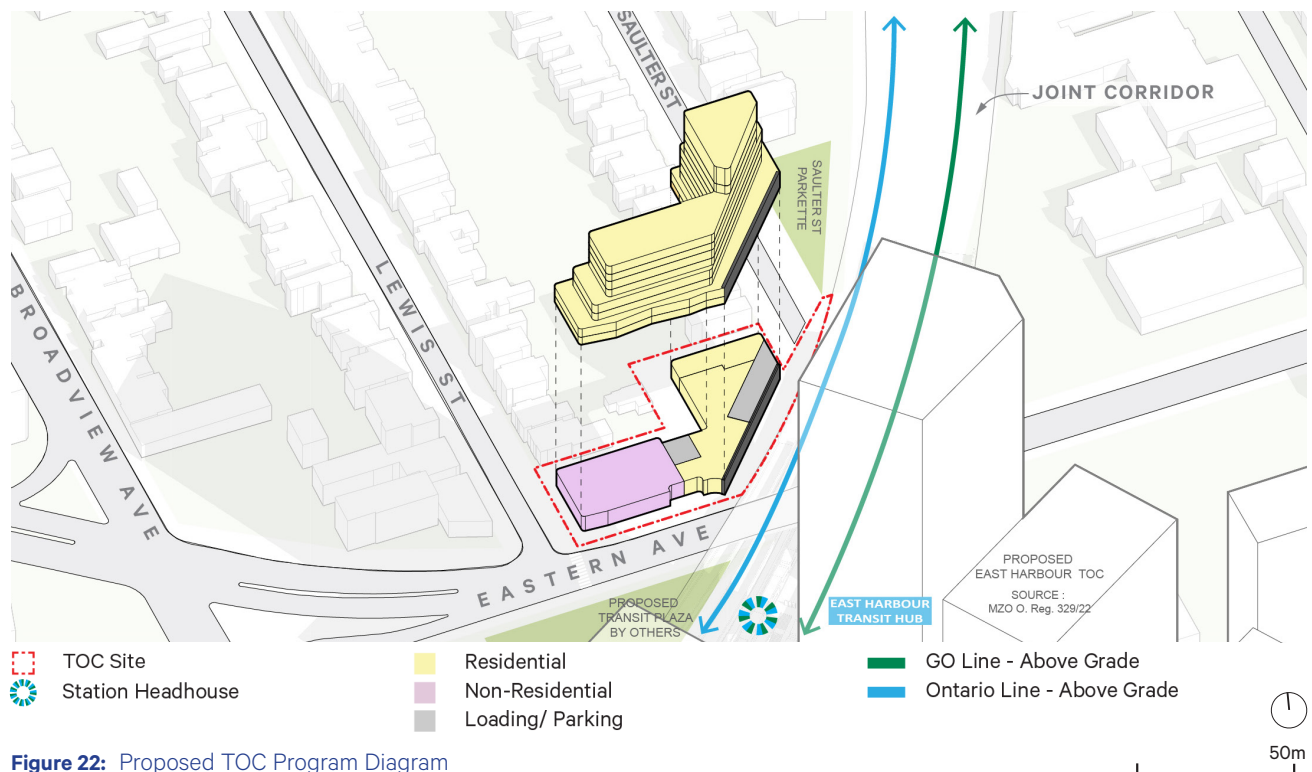 SAULTER ST
JOINT CORRIDOR
SAULTER ST
PARKETTE
LEWIS ST
BROADVIEW AVE
EASTERN AVE
PROPOSED
EAST HARBOUR TOC
SOURCE :
MZO O. Reg. 329/22
PROPOSED
TRANSIT PLAZA
BY OTHERS
EAST HARBOUR
TRANSIT HUB
TOC Site
Station Headhouse
Residential
Non-Residential
Loading/ Parking
GO Line - Above Grade
Ontario Line - Above Grade
50m
Figure 22: Proposed TOC Program Diagram